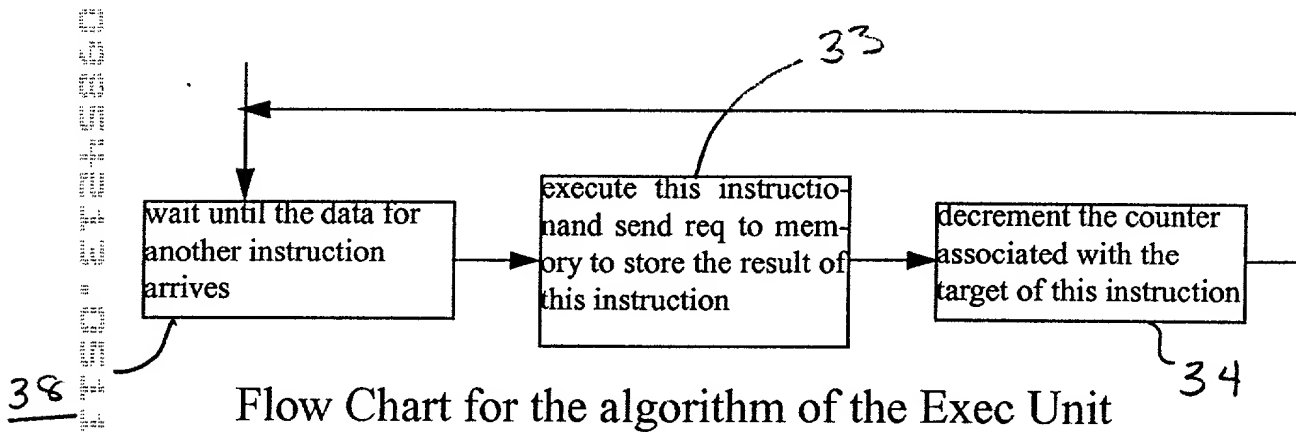 33
wait until the data for
another instruction
arrives
execute this instructio-
nand send req to mem-
ory to store the result of
this instruction
decrement the counter
associated with the
target of this instruction
38
34
Flow Chart for the algorithm of the Exec Unit